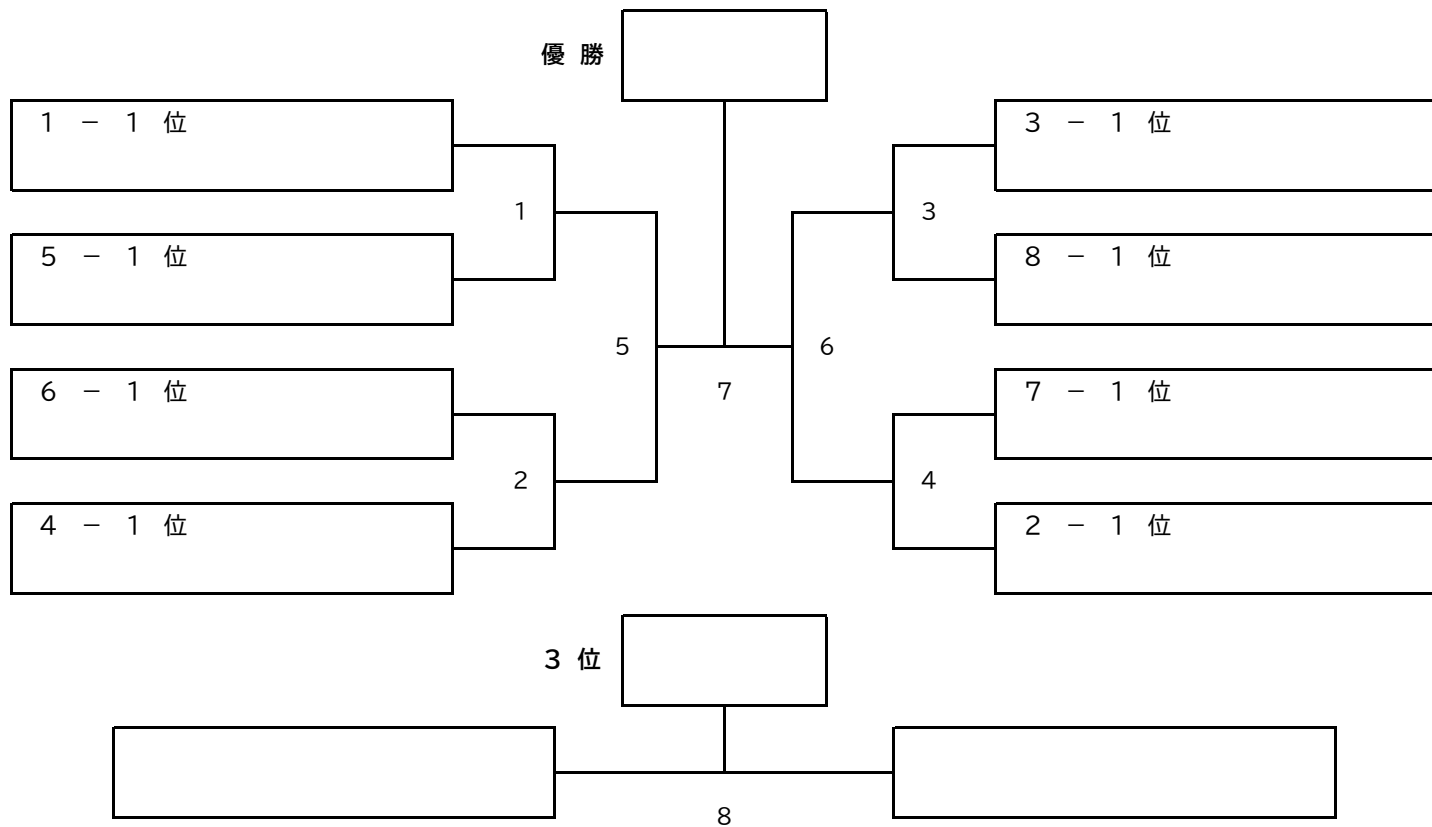 優 勝
１ － １ 位
３ － １ 位
１
３
５ － １ 位
８ － １ 位
５
６
６ － １ 位
７
７ － １ 位
２
４
４ － １ 位
２ － １ 位
３ 位
８